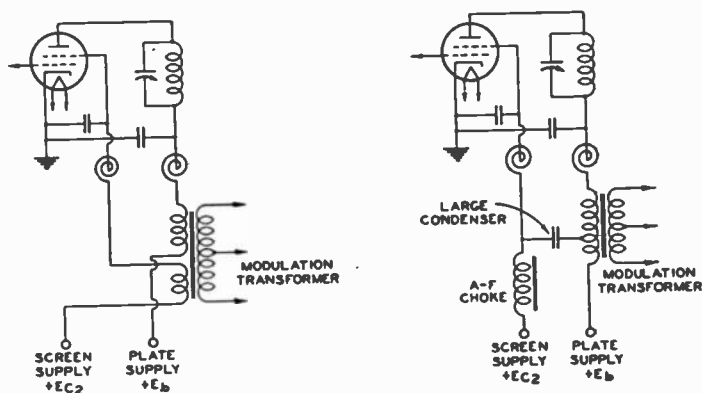 MODULATION
TRANSFORMER
SCREEN
SUPPLY
+EC2
PLATE
SUPPLY
+Eb
LARGE
CONDENSER
A-F
CHOKE
MODULATION
TRANSFORMER
SCREEN
SUPPLY
+EC2
PLATE
SUPPLY
+Eb